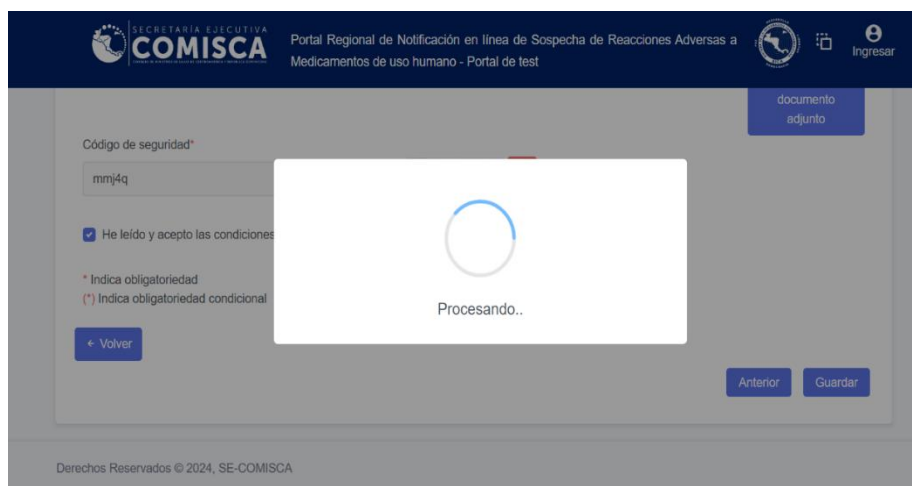 SECRETARÍA EJECUTIVA
COMISCA
Portal Regional de Notificación en línea de Sospecha de Reacciones Adversas a
Medicamentos de uso humano - Portal de test
Ingresar
documento
adjunto
Código de seguridad*
mmj4q
He leído y acepto las condiciones
* Indica obligatoriedad
(*) Indica obligatoriedad condicional
Procesando..
← Volver
Anterior
Guardar
Derechos Reservados © 2024, SE-COMISCA